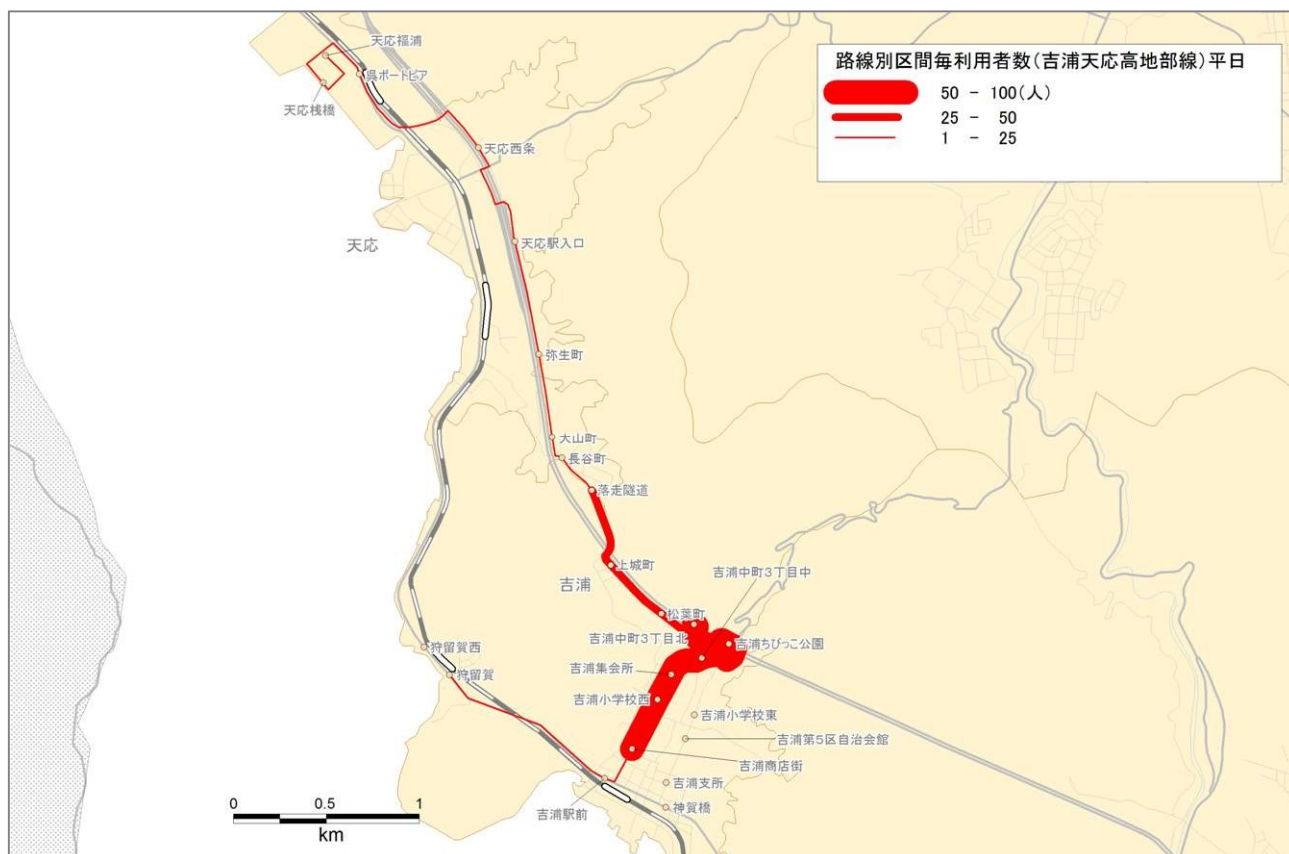 路線別区間毎利用者数(吉浦天応高地部線)平日
50 - 100(人)
25 - 50
1 - 25
天応福浦
呉ポートピア
天応桟橋
天応西条
天応
天応駅入口
弥生町
大山町
長谷町
落走隧道
上城町
吉浦中町3丁目中
吉浦
松葉町
吉浦中町3丁目北
吉浦ちびっこ公園
狩留賀西
吉浦集会所
狩留賀
吉浦小学校西
吉浦小学校東
吉浦第5区自治会館
吉浦商店街
吉浦支所
吉浦駅前
神賀橋
0 0.5 1
km